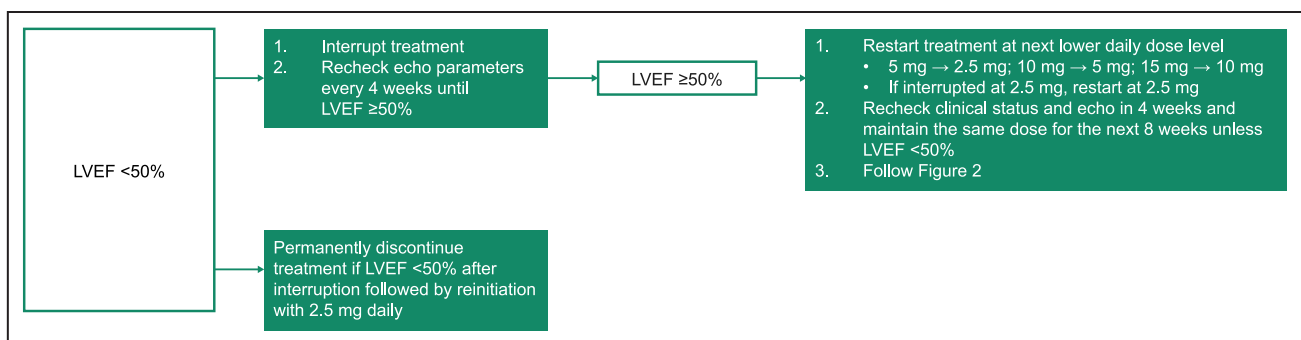 LVEF <50%
1. Interrupt treatment
2. Recheck echo parameters
every 4 weeks until
LVEF ≥50%
LVEF ≥50%
1. Restart treatment at next lower daily dose level
• 5 mg → 2.5 mg; 10 mg → 5 mg; 15 mg → 10 mg
• If interrupted at 2.5 mg, restart at 2.5 mg
2. Recheck clinical status and echo in 4 weeks and
maintain the same dose for the next 8 weeks unless
LVEF <50%
3. Follow Figure 2
Permanently discontinue
treatment if LVEF <50% after
interruption followed by reinitiation
with 2.5 mg daily